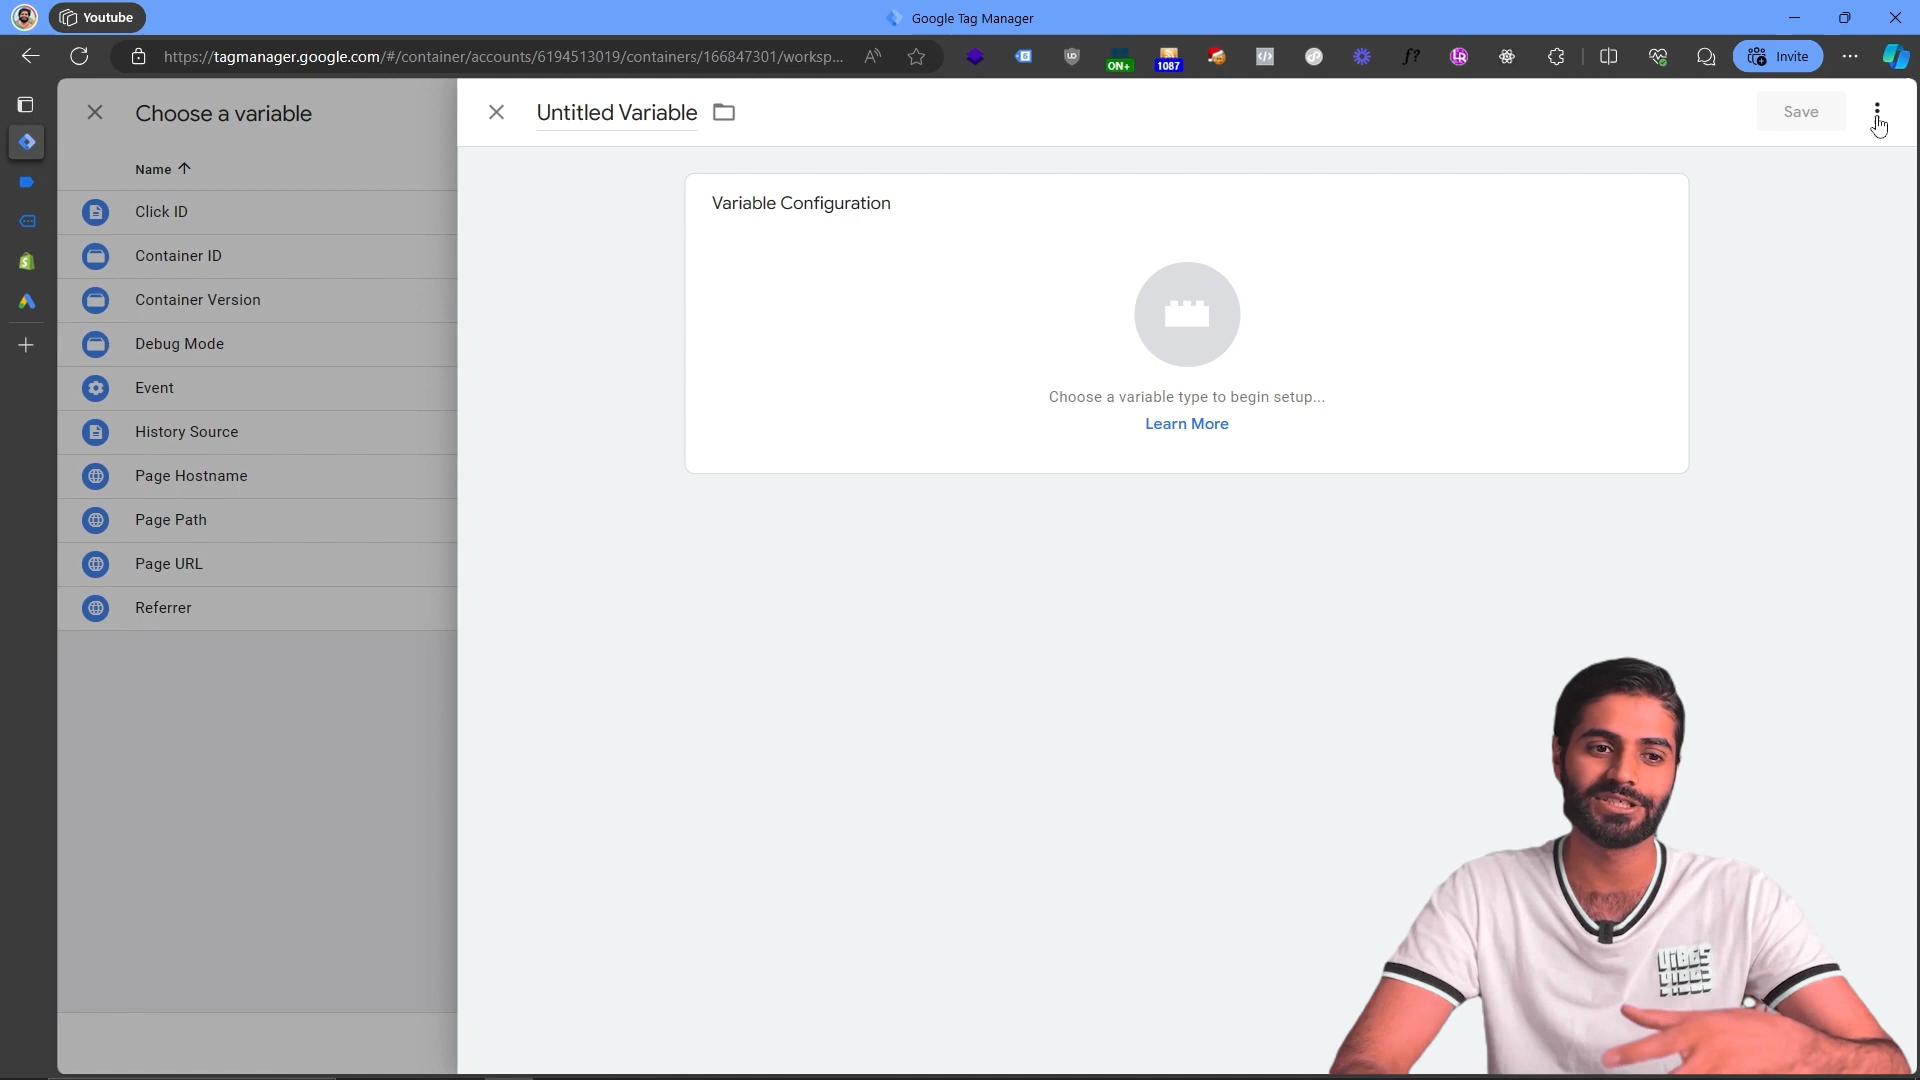 Youtube
Google Tag Manager
https://tagmanager.google.com/#/container/accounts/6194513019/containers/166847301/worksp...
ON+
1087
Invite
Choose a variable
Untitled Variable
Save
Name
Variable Configuration
Click ID
Container ID
Container Version
Debug Mode
Event
History Source
Page Hostname
Page Path
Page URL
Referrer
Choose a variable type to begin setup...
Learn More
VIBES